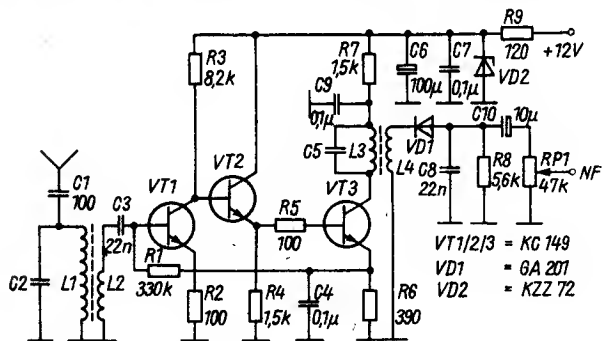 R9
120
+12V
R3
8,2k
R7
1,5k
C6
100µ
C7
0,1µ
VD2
C9
0,1µ
C10
10µ
C5
L3
L4
VD1
C8
22n
R8
5,6k
RP1
47k
NF
C1
100
C3
22n
VT1
VT2
VT3
R5
100
C2
L1
L2
R1
330k
R2
100
R4
1,5k
C4
0,1µ
R6
390
VT1/2/3 = KC 149
VD1 = GA 201
VD2 = KZZ 72